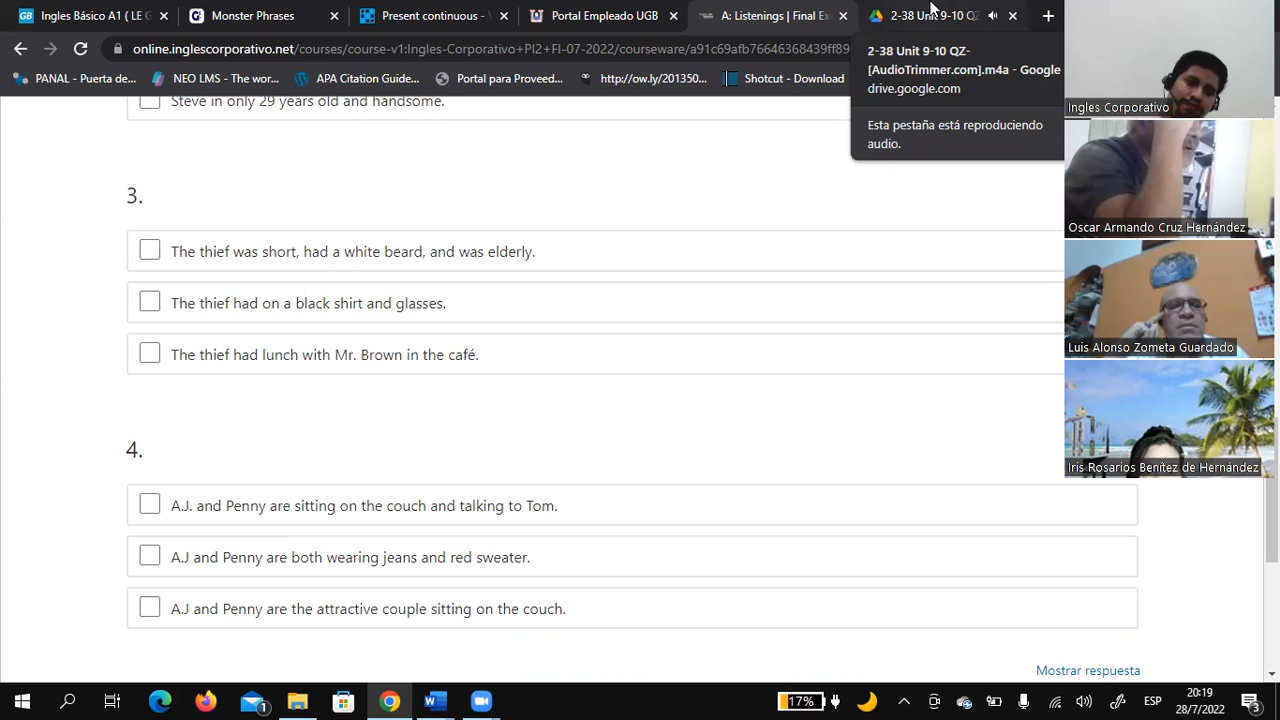 Ingles Básico A1 ( LE G
Monster Phrases
Present continuous -
Portal Empleado UGB
A: Listenings | Final Ex
2-38 Unit 9-10 QZ
online.inglescorporativo.net/courses/course-v1:Ingles-Corporativo+PI2+FI-07-2022/courseware/a91c69afb76646368439ff89
PANAL - Puerta de...
NEO LMS - The wor...
APA Citation Guide...
Portal para Proveed...
http://ow.ly/201350...
Shotcut - Download
2-38 Unit 9-10 QZ-
[AudioTrimmer.com].m4a - Google
drive.google.com
Esta pestaña está reproduciendo
audio.
Steve in only 29 years old and handsome.
3.
The thief was short, had a white beard, and was elderly.
The thief had on a black shirt and glasses.
The thief had lunch with Mr. Brown in the café.
4.
A.J. and Penny are sitting on the couch and talking to Tom.
A.J and Penny are both wearing jeans and red sweater.
A.J and Penny are the attractive couple sitting on the couch.
Mostrar respuesta
Ingles Corporativo
Oscar Armando Cruz Hernández
Luis Alonso Zometa Guardado
Iris Rosarios Benítez de Hernández
1
17%
ESP
20:19
28/7/2022
3